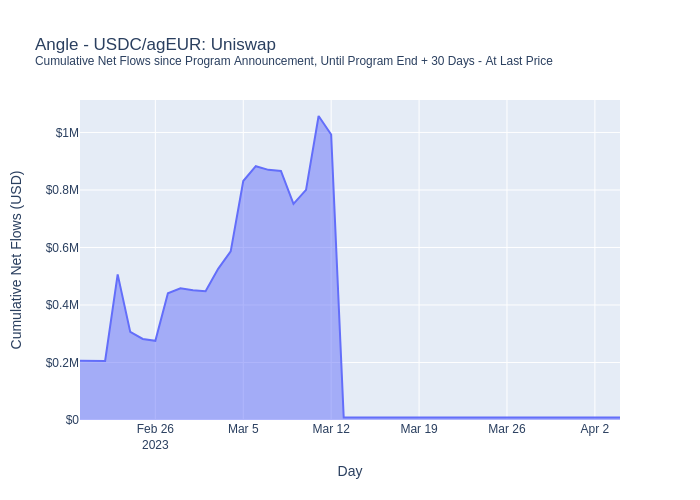 Angle - USDC/agEUR: Uniswap
Cumulative Net Flows since Program Announcement, Until Program End + 30 Days - At Last Price
Cumulative Net Flows (USD)
$1M
$0.8M
$0.6M
$0.4M
$0.2M
$0
Feb 26
2023
Mar 5
Mar 12
Mar 19
Mar 26
Apr 2
Day